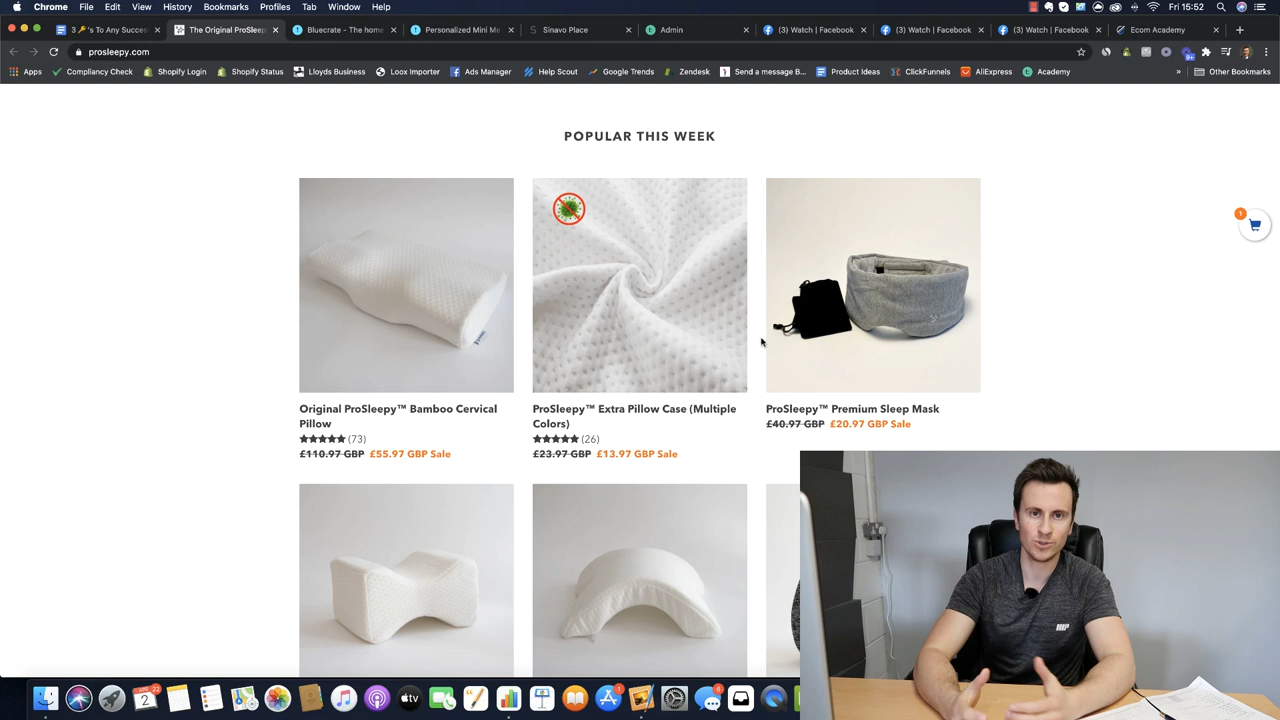 Chrome File Edit View History Bookmarks Profiles Tab Window Help Fri 15:52
3 's To Any Succes The Original ProSleep Bluecrate - The home Personalized Mini Me Sinavo Place Admin (3) Watch | Facebook (3) Watch | Facebook (3) Watch | Facebook Ecom Academy
prosleepy.com
Apps Compliance Check Shopify Login Shopify Status Lloyds Business Loox Importer Ads Manager Help Scout Google Trends Zendesk Send a message B... Product Ideas ClickFunnels AliExpress Academy » Other Bookmarks
POPULAR THIS WEEK
1
Original ProSleepy™ Bamboo Cervical
Pillow
(73)
£110.97 GBP £55.97 GBP Sale
ProSleepy™ Extra Pillow Case (Multiple
Colors)
(26)
£23.97 GBP £13.97 GBP Sale
ProSleepy™ Premium Sleep Mask
£40.97 GBP £20.97 GBP Sale
2
tv